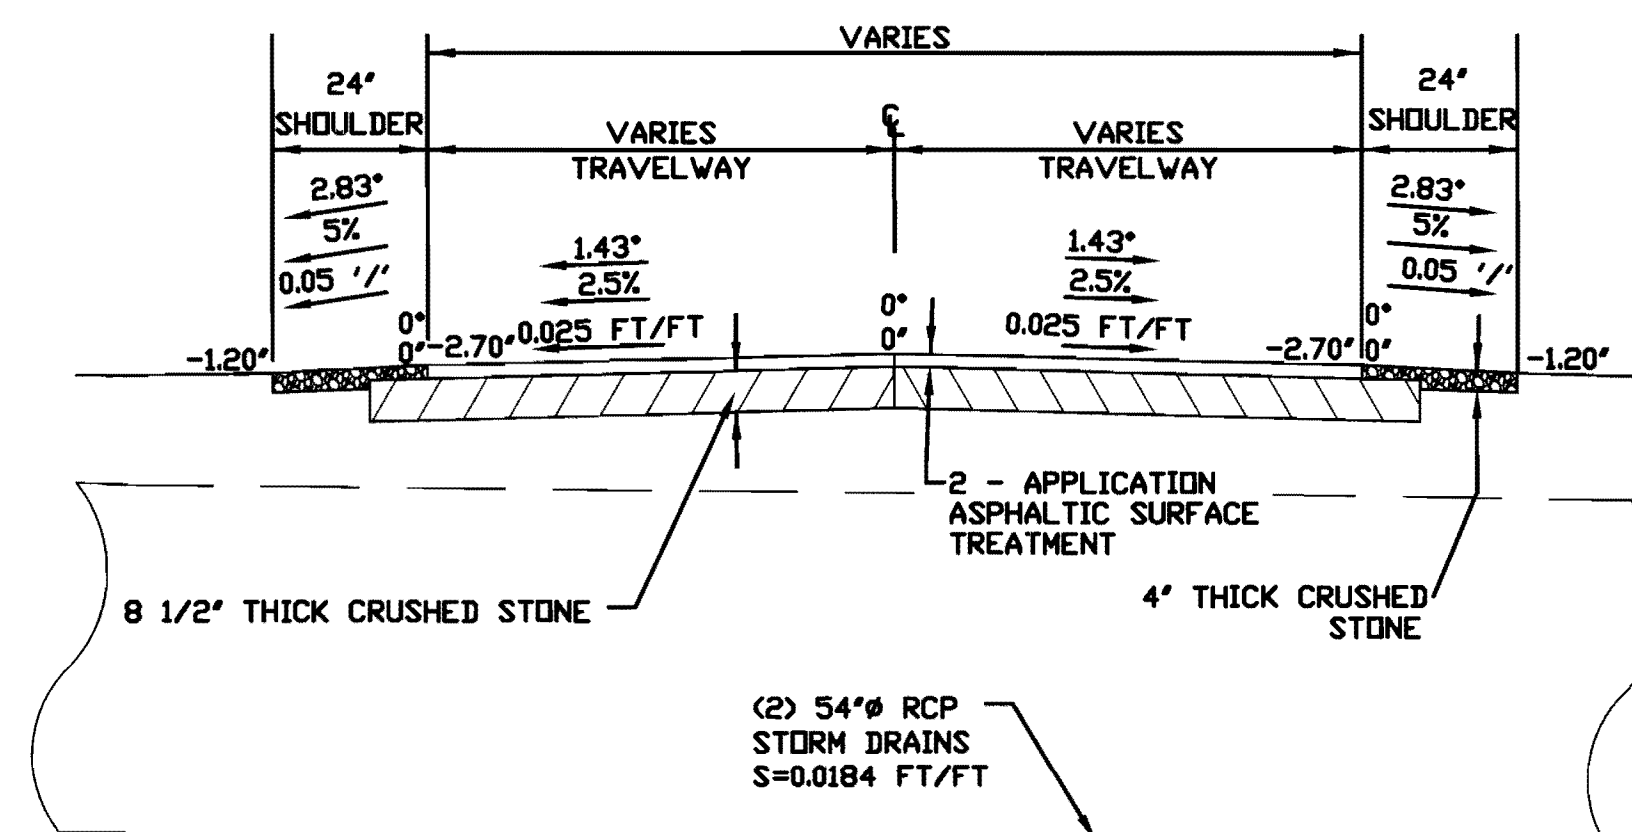 VARIES
24"
SHOULDER
VARIES
TRAVELWAY
℄
VARIES
TRAVELWAY
24"
SHOULDER
2.83°
5%
0.05 '/'
1.43°
2.5%
0.025 FT/FT
1.43°
2.5%
0.025 FT/FT
2.83°
5%
0.05 '/'
-1.20"
0°
0"
-2.70"
0°
0"
-2.70"
0°
0"
-1.20"
2 - APPLICATION
ASPHALTIC SURFACE
TREATMENT
8 1/2" THICK CRUSHED STONE
4" THICK CRUSHED
STONE
(2) 54"Ø RCP
STORM DRAINS
S=0.0184 FT/FT